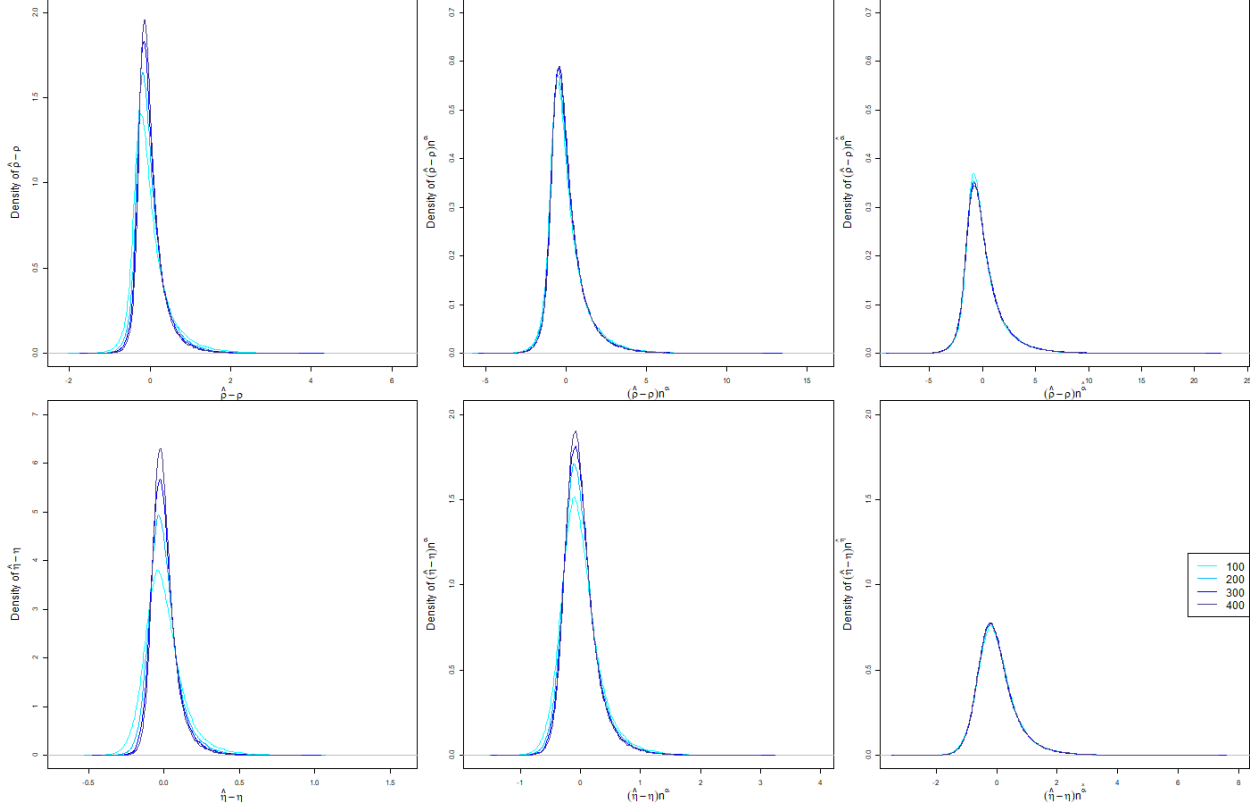 Density of ρ̂ − ρ
0.0 0.5 1.0 1.5 2.0
-2 0 2 4 6
ρ̂ − ρ
Density of (ρ̂ − ρ)n^α
0.0 0.1 0.2 0.3 0.4 0.5 0.6 0.7
-5 0 5 10 15
(ρ̂ − ρ)n^α
Density of (ρ̂ − ρ)n^α̂
0.0 0.1 0.2 0.3 0.4 0.5 0.6 0.7
-5 0 5 10 15 20 25
(ρ̂ − ρ)n^α̂
Density of η̂ − η
0 1 2 3 4 5 6 7
-0.5 0.0 0.5 1.0 1.5
η̂ − η
Density of (η̂ − η)n^α
0.0 0.5 1.0 1.5 2.0
-1 0 1 2 3 4
(η̂ − η)n^α
0.0 0.5 1.0 1.5 2.0
-2 0 2 4 6 8
(η̂ − η)n^α̂
100
200
300
400